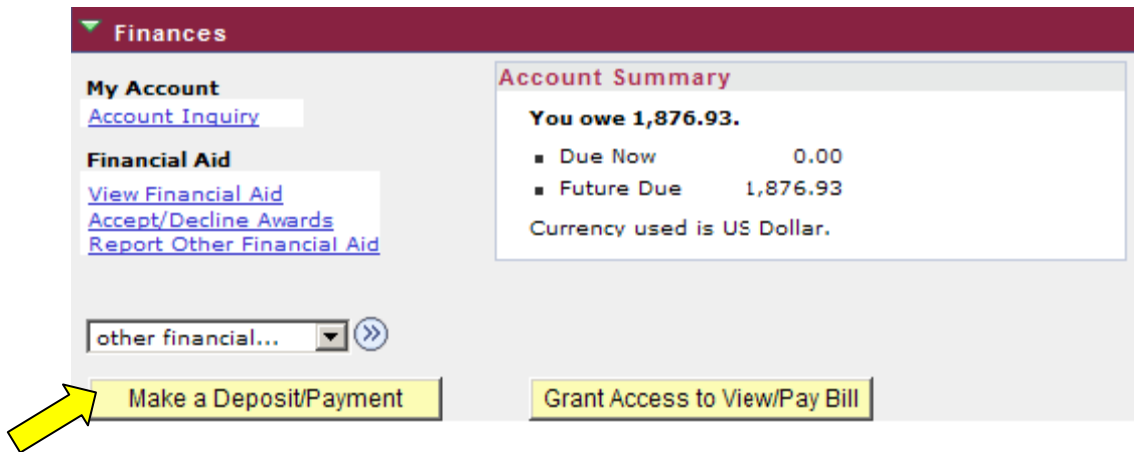 Finances
My Account
Account Inquiry
Financial Aid
View Financial Aid
Accept/Decline Awards
Report Other Financial Aid
Account Summary
You owe 1,876.93.
Due Now 0.00
Future Due 1,876.93
Currency used is US Dollar.
other financial...
Make a Deposit/Payment
Grant Access to View/Pay Bill